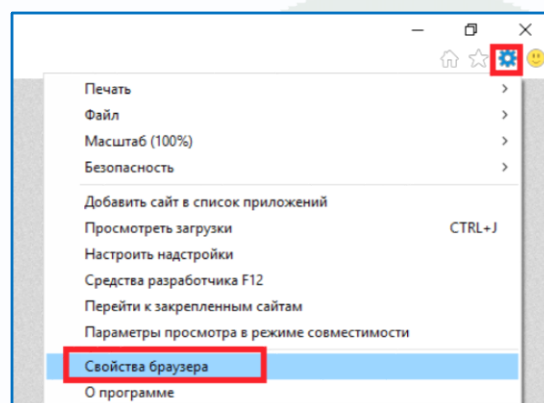 Печать
Файл
Масштаб (100%)
Безопасность
Добавить сайт в список приложений
Просмотреть загрузки CTRL+J
Настроить надстройки
Средства разработчика F12
Перейти к закрепленным сайтам
Параметры просмотра в режиме совместимости
Свойства браузера
О программе